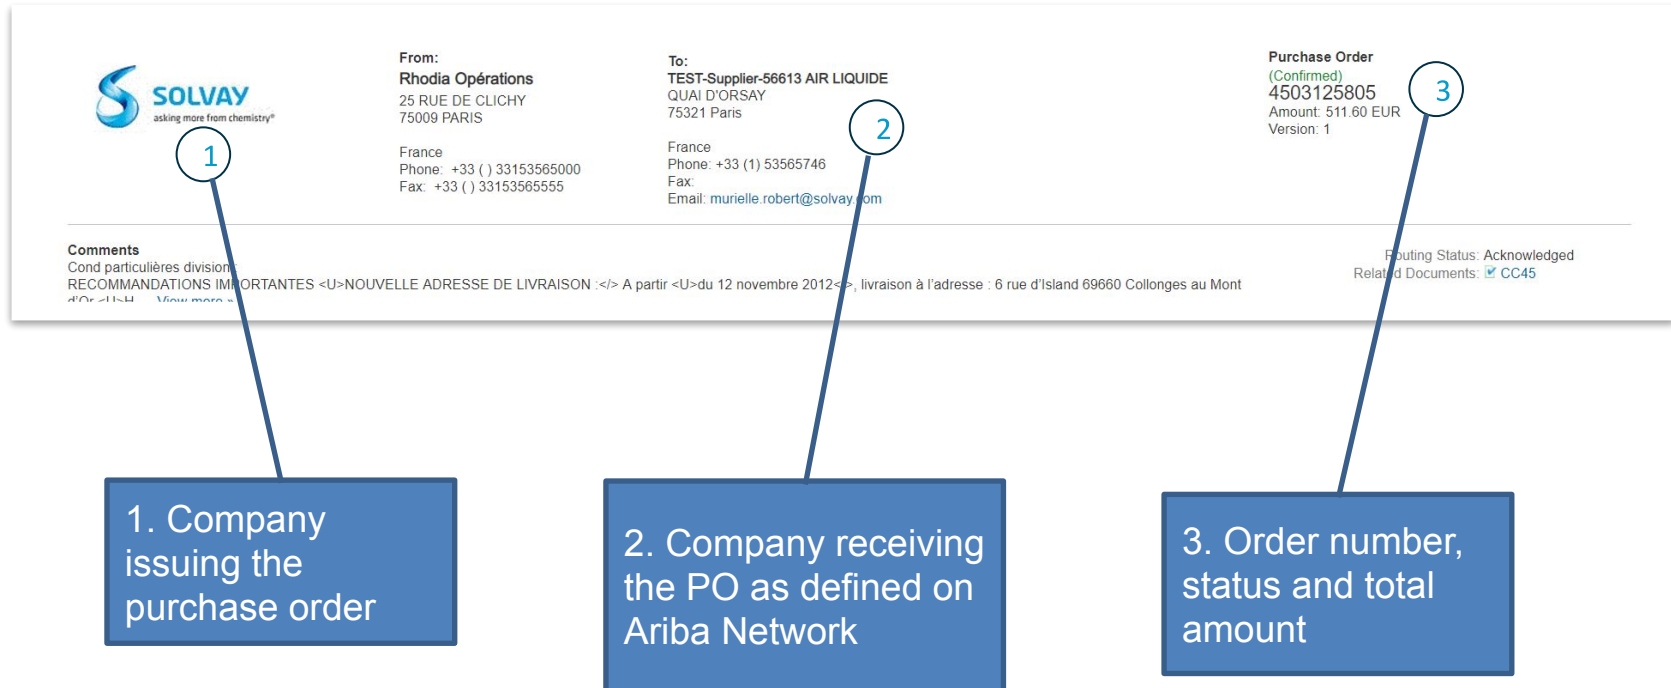 SOLVAY
asking more from chemistry®
1
From:
Rhodia Opérations
25 RUE DE CLICHY
75009 PARIS
France
Phone: +33 ( ) 33153565000
Fax: +33 ( ) 33153565555
To:
TEST-Supplier-56613 AIR LIQUIDE
QUAI D'ORSAY
75321 Paris
France
Phone: +33 (1) 53565746
Fax:
Email: murielle.robert@solvay.com
2
Purchase Order
(Confirmed)
4503125805
Amount: 511.60 EUR
Version: 1
3
Comments
Cond particulières division:
RECOMMANDATIONS IMPORTANTES <U>NOUVELLE ADRESSE DE LIVRAISON :</> A partir <U>du 12 novembre 2012</>, livraison à l'adresse : 6 rue d'Island 69660 Collonges au Mont
d'Or <U>H... View more »
Routing Status: Acknowledged
Related Documents: CC45
1. Company
issuing the
purchase order
2. Company receiving
the PO as defined on
Ariba Network
3. Order number,
status and total
amount